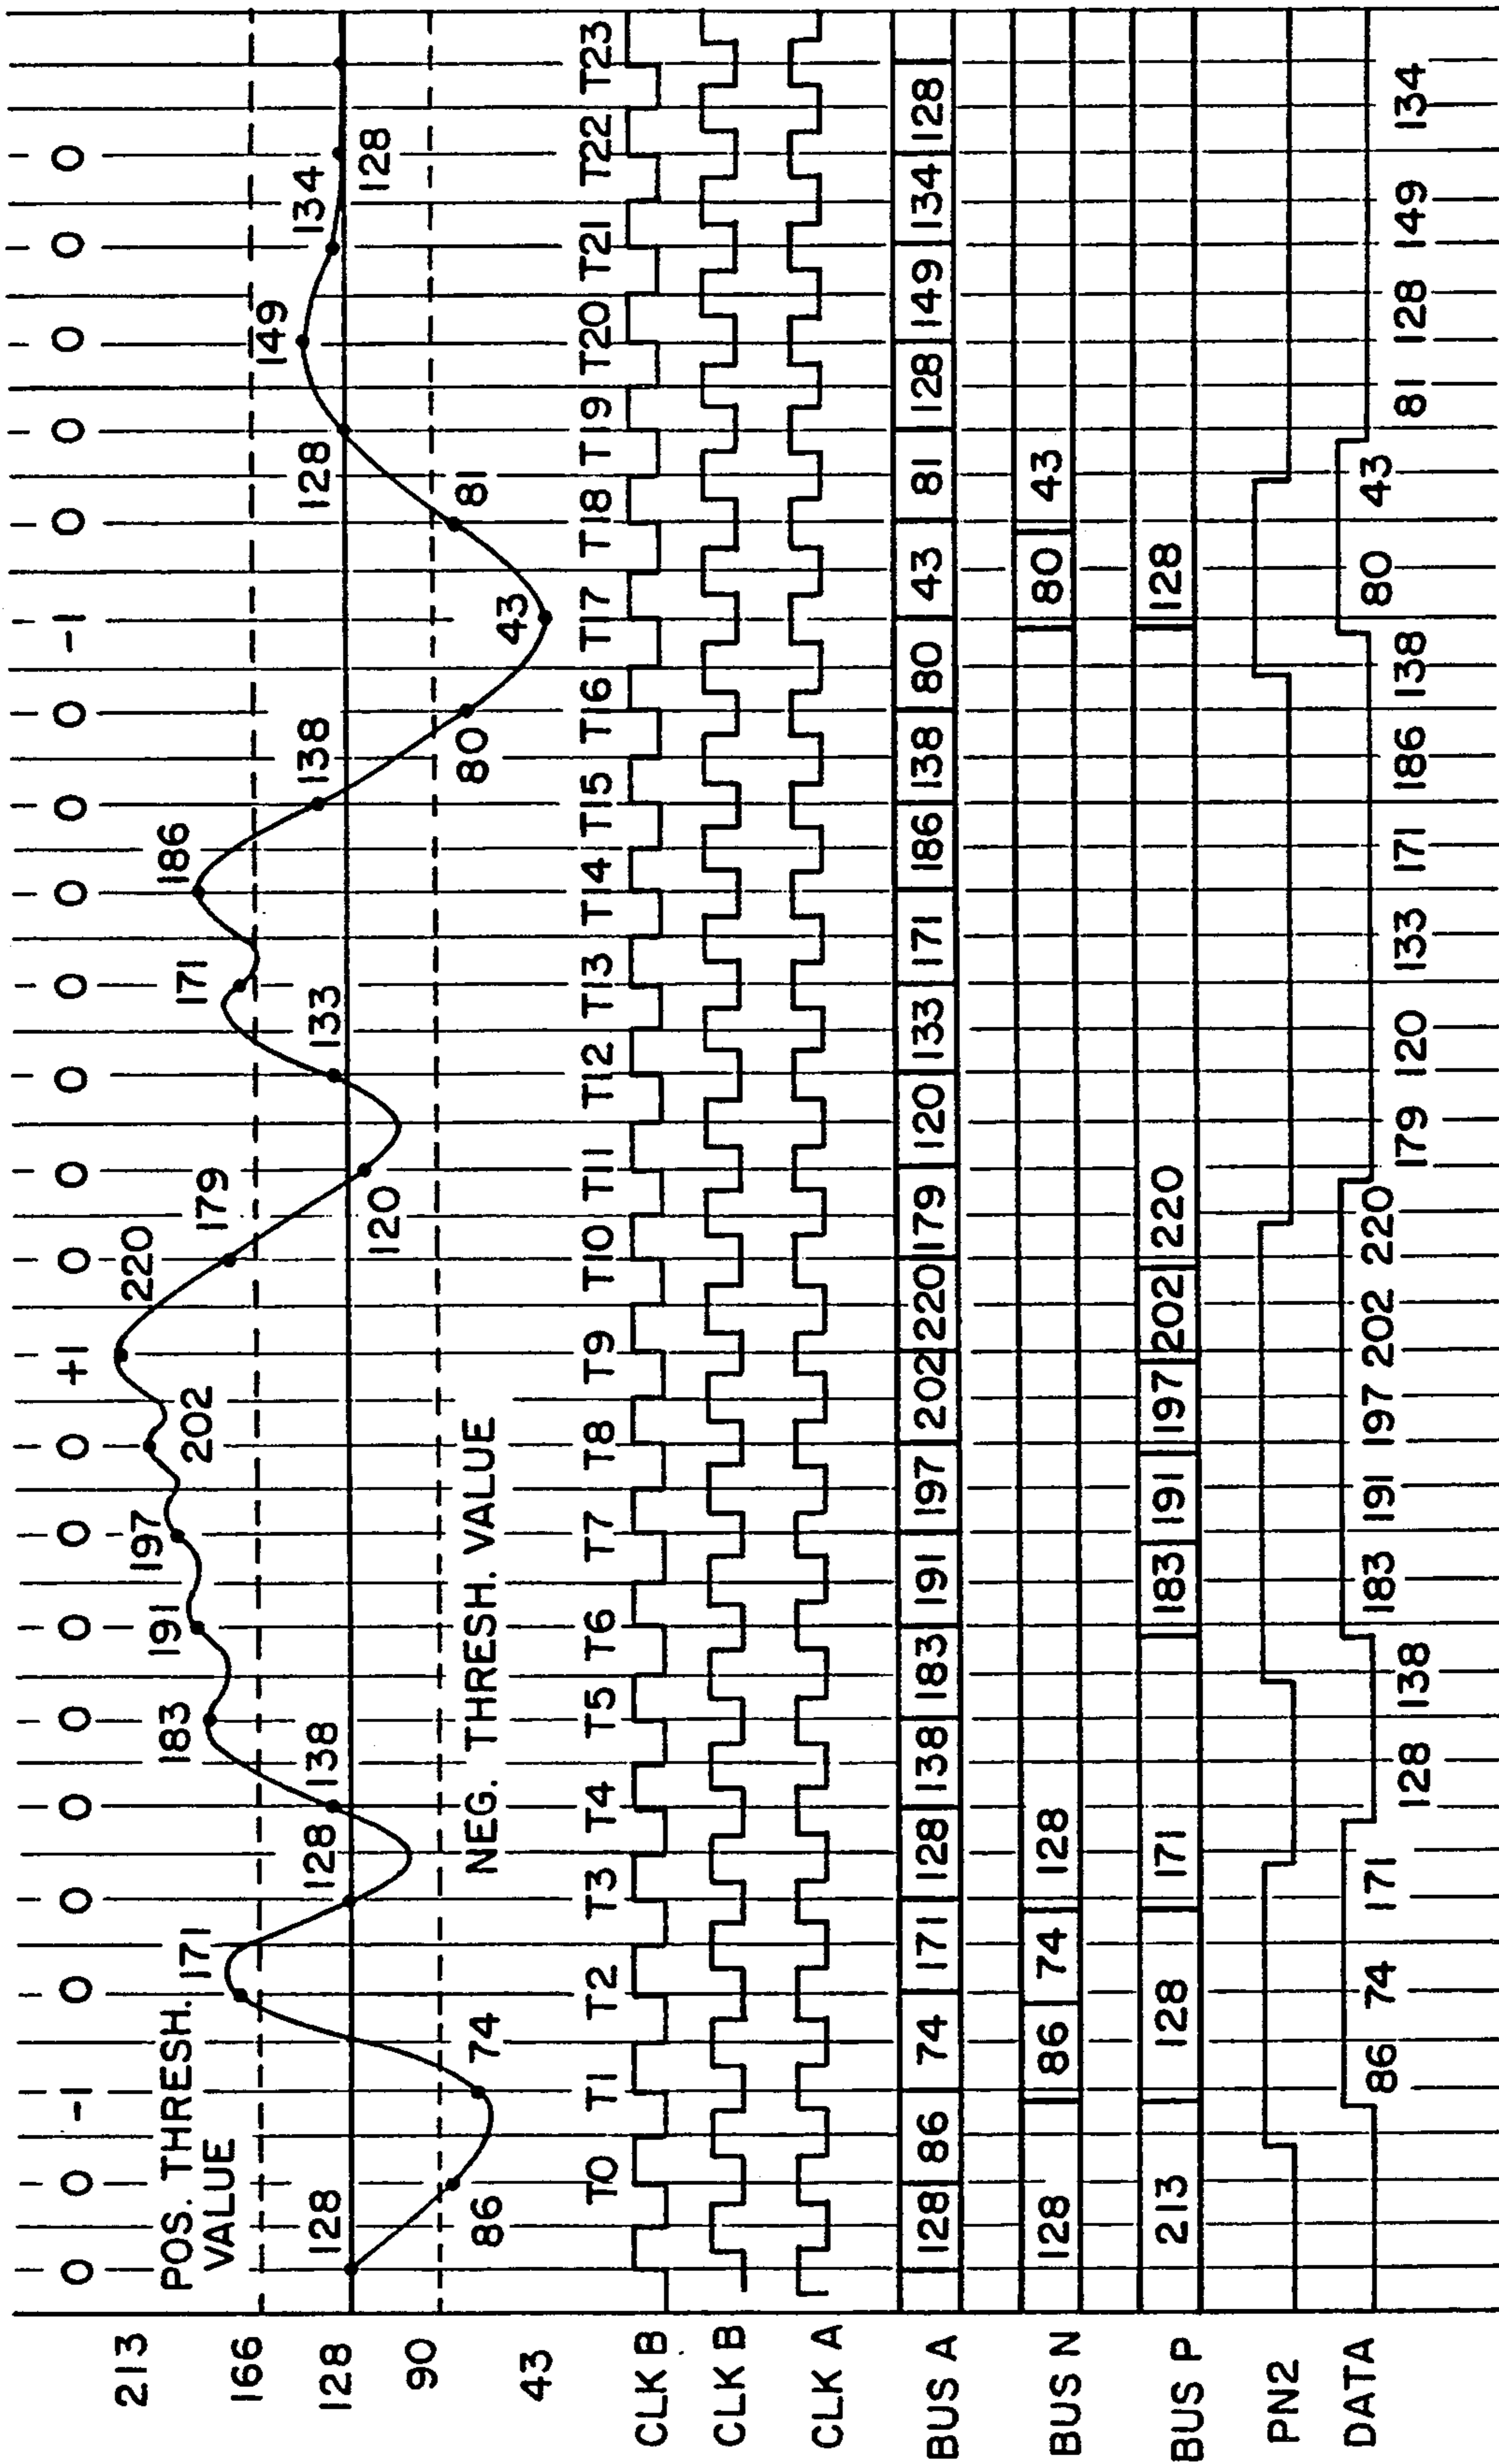 0 0 -1 0 0 0 0 0 0 0 +1 0 0 0 0 0 0 0 -1 0 0 0 0 0
213
POS. THRESH.
VALUE
166
128
90
43
128 86 74 171 128 138 183 191 197 202 220 179 120 133 171 186 138 80 43 81 128 149 134 128
NEG. THRESH. VALUE
T0 T1 T2 T3 T4 T5 T6 T7 T8 T9 T10 T11 T12 T13 T14 T15 T16 T17 T18 T19 T20 T21 T22 T23
CLK B
CLK B
CLK A
BUS A 128 86 74 171 128 138 183 191 197 202 220 179 120 133 171 186 138 80 43 81 128 149 134 128
BUS N 128 86 74 128 80 43
BUS P 213 128 171 183 191 197 202 220 128
PN2
DATA
86 74 171 128 138 183 191 197 202 220 179 120 133 171 186 138 80 43 81 128 149 134